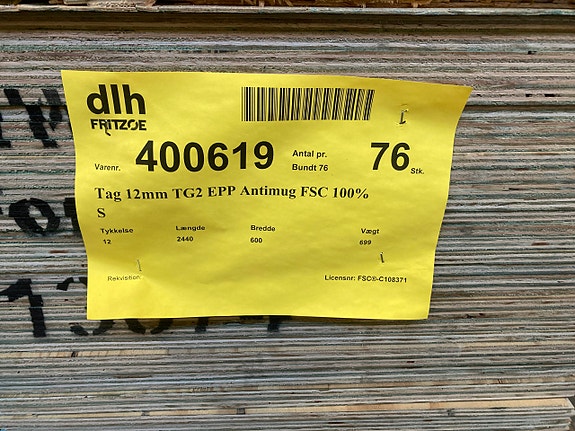 dlh
FRITZOE
Varenr. 400619 Antal pr. Bundt 76 76 Stk.
Tag 12mm TG2 EPP Antimug FSC 100%
S
Tykkelse Længde Bredde Vægt
12 2440 600 699
Rekvisition: Licensnr: FSC®-C108371